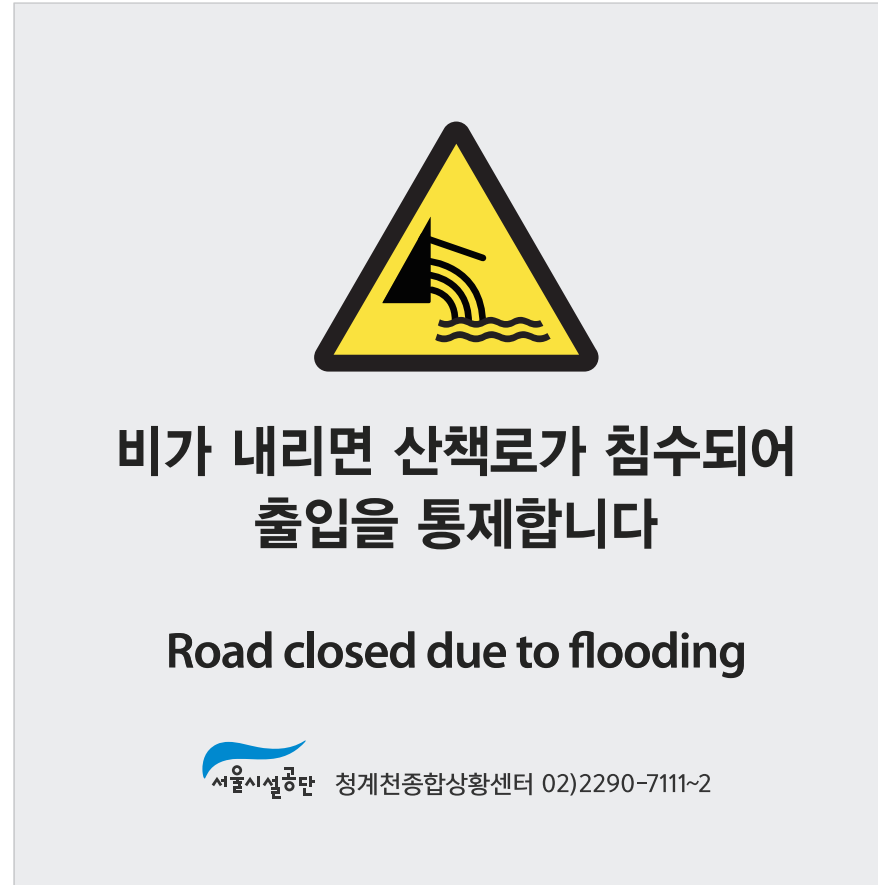 비가 내리면 산책로가 침수되어
출입을 통제합니다
Road closed due to flooding
서울시설공단 청계천종합상황센터 02)2290-7111~2